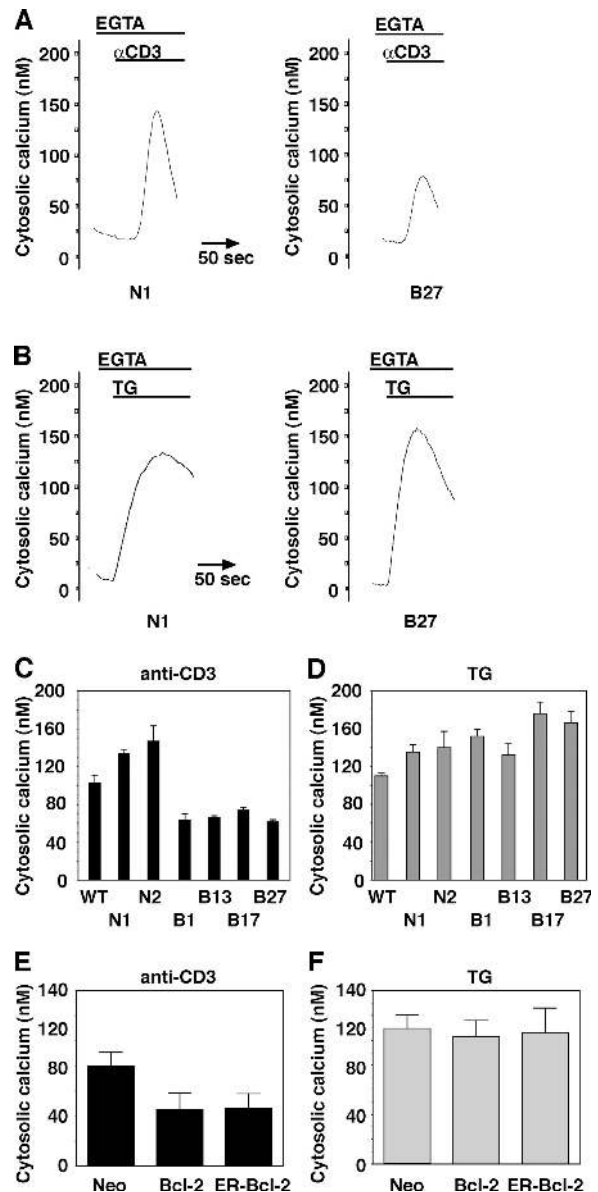 A
EGTA
αCD3
Cytosolic calcium (nM)
200
150
100
50
0
50 sec
N1
EGTA
αCD3
Cytosolic calcium (nM)
200
150
100
50
0
B27
B
EGTA
TG
Cytosolic calcium (nM)
200
150
100
50
0
50 sec
N1
EGTA
TG
Cytosolic calcium (nM)
200
150
100
50
0
B27
C
anti-CD3
Cytosolic calcium (nM)
200
160
120
80
40
0
WT N2 B13 B27
N1 B1 B17
D
TG
Cytosolic calcium (nM)
200
160
120
80
40
0
WT N2 B13 B27
N1 B1 B17
E
anti-CD3
Cytosolic calcium (nM)
140
120
80
40
0
Neo Bcl-2 ER-Bcl-2
F
TG
Cytosolic calcium (nM)
140
120
80
40
0
Neo Bcl-2 ER-Bcl-2